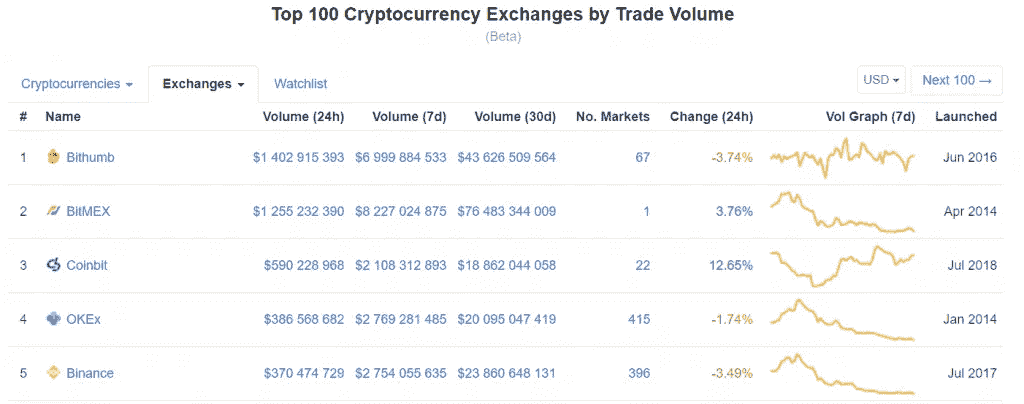 Top 100 Cryptocurrency Exchanges by Trade Volume
(Beta)
Cryptocurrencies Exchanges Watchlist USD Next 100 →
# Name Volume (24h) Volume (7d) Volume (30d) No. Markets Change (24h) Vol Graph (7d) Launched
1 Bithumb $1 402 915 393 $6 999 884 533 $43 626 509 564 67 -3.74% Jun 2016
2 BitMEX $1 255 232 390 $8 227 024 875 $76 483 344 009 1 3.76% Apr 2014
3 Coinbit $590 228 968 $2 108 312 893 $18 862 044 058 22 12.65% Jul 2018
4 OKEx $386 568 682 $2 769 281 485 $20 095 047 419 415 -1.74% Jan 2014
5 Binance $370 474 729 $2 754 055 635 $23 860 648 131 396 -3.49% Jul 2017